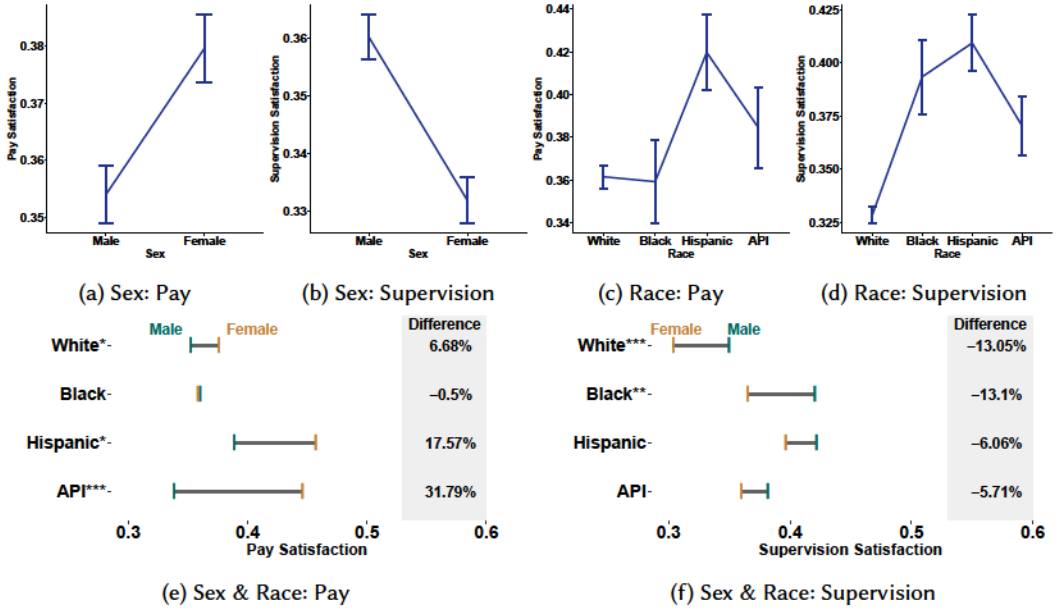 Pay Satisfaction
0.38
0.37
0.36
0.35
Male Female
Sex
(a) Sex: Pay
Supervision Satisfaction
0.36
0.35
0.34
0.33
Male Female
Sex
(b) Sex: Supervision
Pay Satisfaction
0.44
0.42
0.40
0.38
0.36
0.34
White Black Hispanic API
Race
(c) Race: Pay
Supervision Satisfaction
0.425
0.400
0.375
0.350
0.325
White Black Hispanic API
Race
(d) Race: Supervision
Male Female Difference
White* 6.68%
Black –0.5%
Hispanic* 17.57%
API*** 31.79%
0.3 0.4 0.5 0.6
Pay Satisfaction
(e) Sex & Race: Pay
Female Male Difference
White*** –13.05%
Black** –13.1%
Hispanic –6.06%
API –5.71%
0.3 0.4 0.5 0.6
Supervision Satisfaction
(f) Sex & Race: Supervision